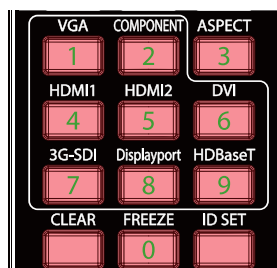 VGA COMPONENT ASPECT
1 2 3
HDMI1 HDMI2 DVI
4 5 6
3G-SDI Displayport HDBaseT
7 8 9
CLEAR FREEZE ID SET
0